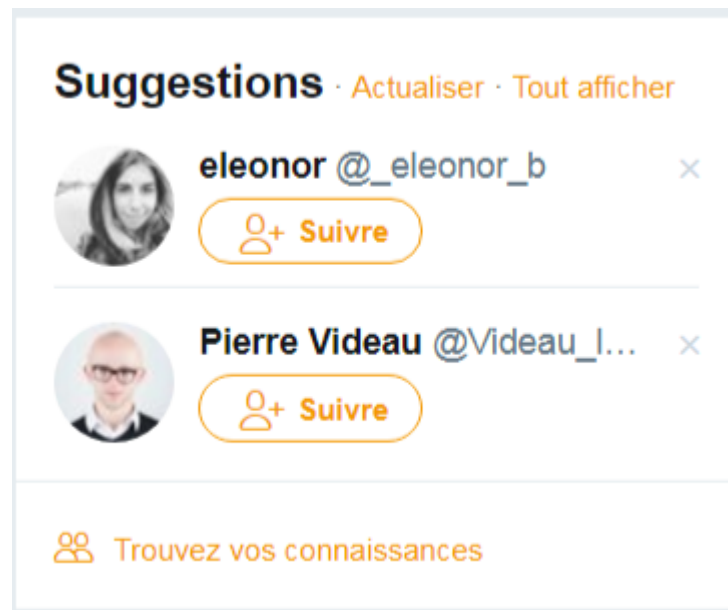 Suggestions · Actualiser · Tout afficher
eleonor @_eleonor_b
Suivre
Pierre Videau @Videau_l...
Suivre
Trouvez vos connaissances